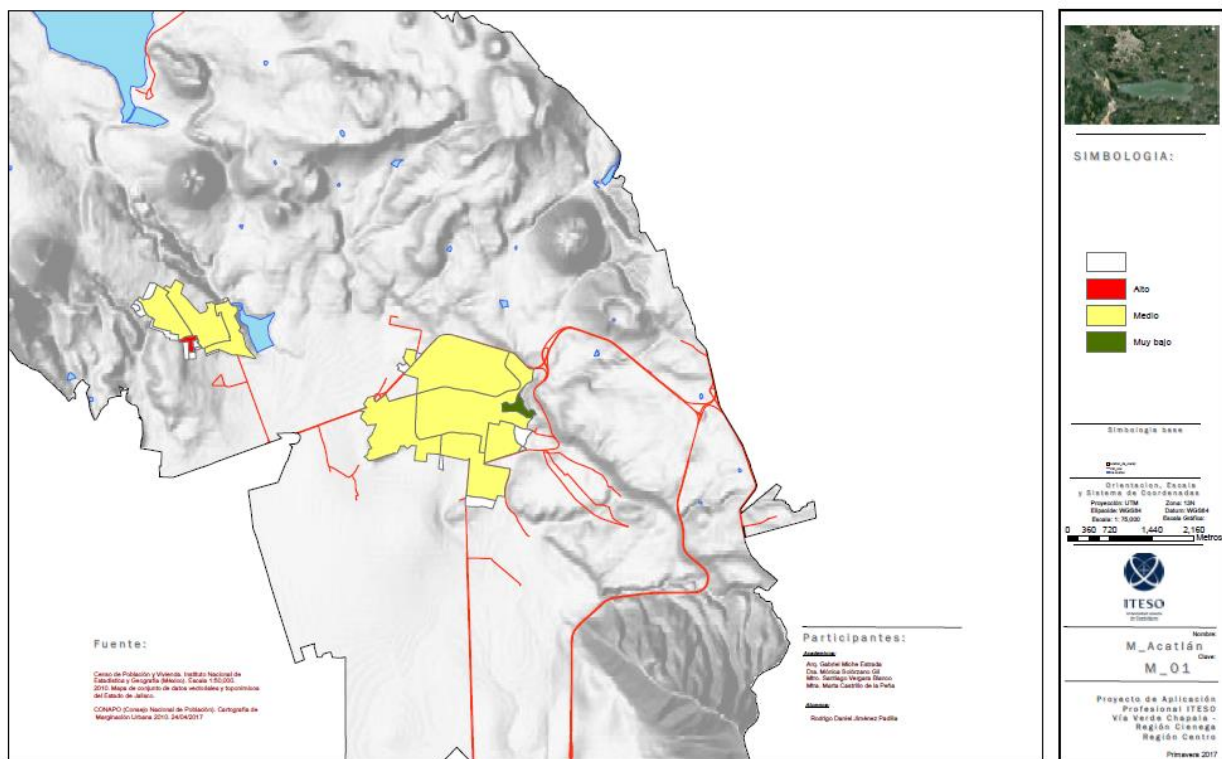 SIMBOLOGIA:
Alto
Medio
Muy bajo
Simbología base
Orientacion, Escala
y Sistema de Coordenadas
Proyección: UTM Zona: 13N
Elipsoide: WGS84 Datum: WGS84
Escala: 1: 75,000 Escala Gráfica:
0 360 720 1,440 2,160
Metros
ITESO
Nombre:
M_Acatlán
Clave:
M_01
Proyecto de Aplicación
Profesional ITESO
Vía Verde Chapala -
Región Cienega
Región Centro
Primavera 2017
Fuente:
Censo de Población y Vivienda. Instituto Nacional de
Estadística y Geografía (México). Escala 1:50,000.
2010. Mapa de conjunto de datos vectoriales y toponimios
del Estado de Jalisco.
CONAPO (Consejo Nacional de Población). Cartografía de
Marginación Urbana 2010. 24/04/2017
Participantes:
Académicos:
Arq. Gabriel Miche Estrada
Dra. Mónica Solórzano Gil
Mtro. Santiago Vergara Blanco
Mtra. Marta Castrillo de la Peña
Alumnos:
Rodrigo Daniel Jiménez Padilla